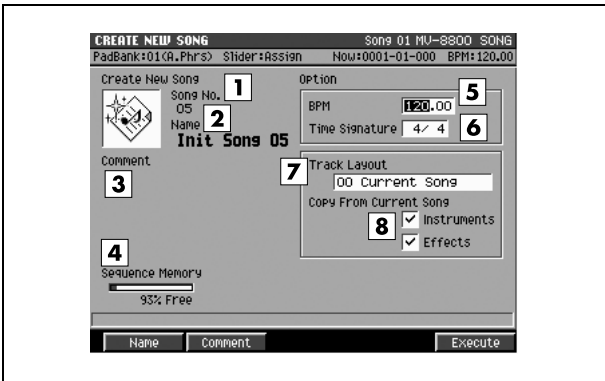 CREATE NEW SONG Song 01 MV-8800 SONG
PadBank:01(A.Phrs) Slider:Assign Now:0001-01-000 BPM:120.00
Create New Song
Song No. 1
05
Name 2
Init Song 05
Comment
3
4
Sequence Memory
93% Free
Option
BPM 120.00 5
Time Signature 4/ 4 6
7 Track Layout
00 Current Song
Copy From Current Song
8 Instruments
Effects
Name Comment Execute